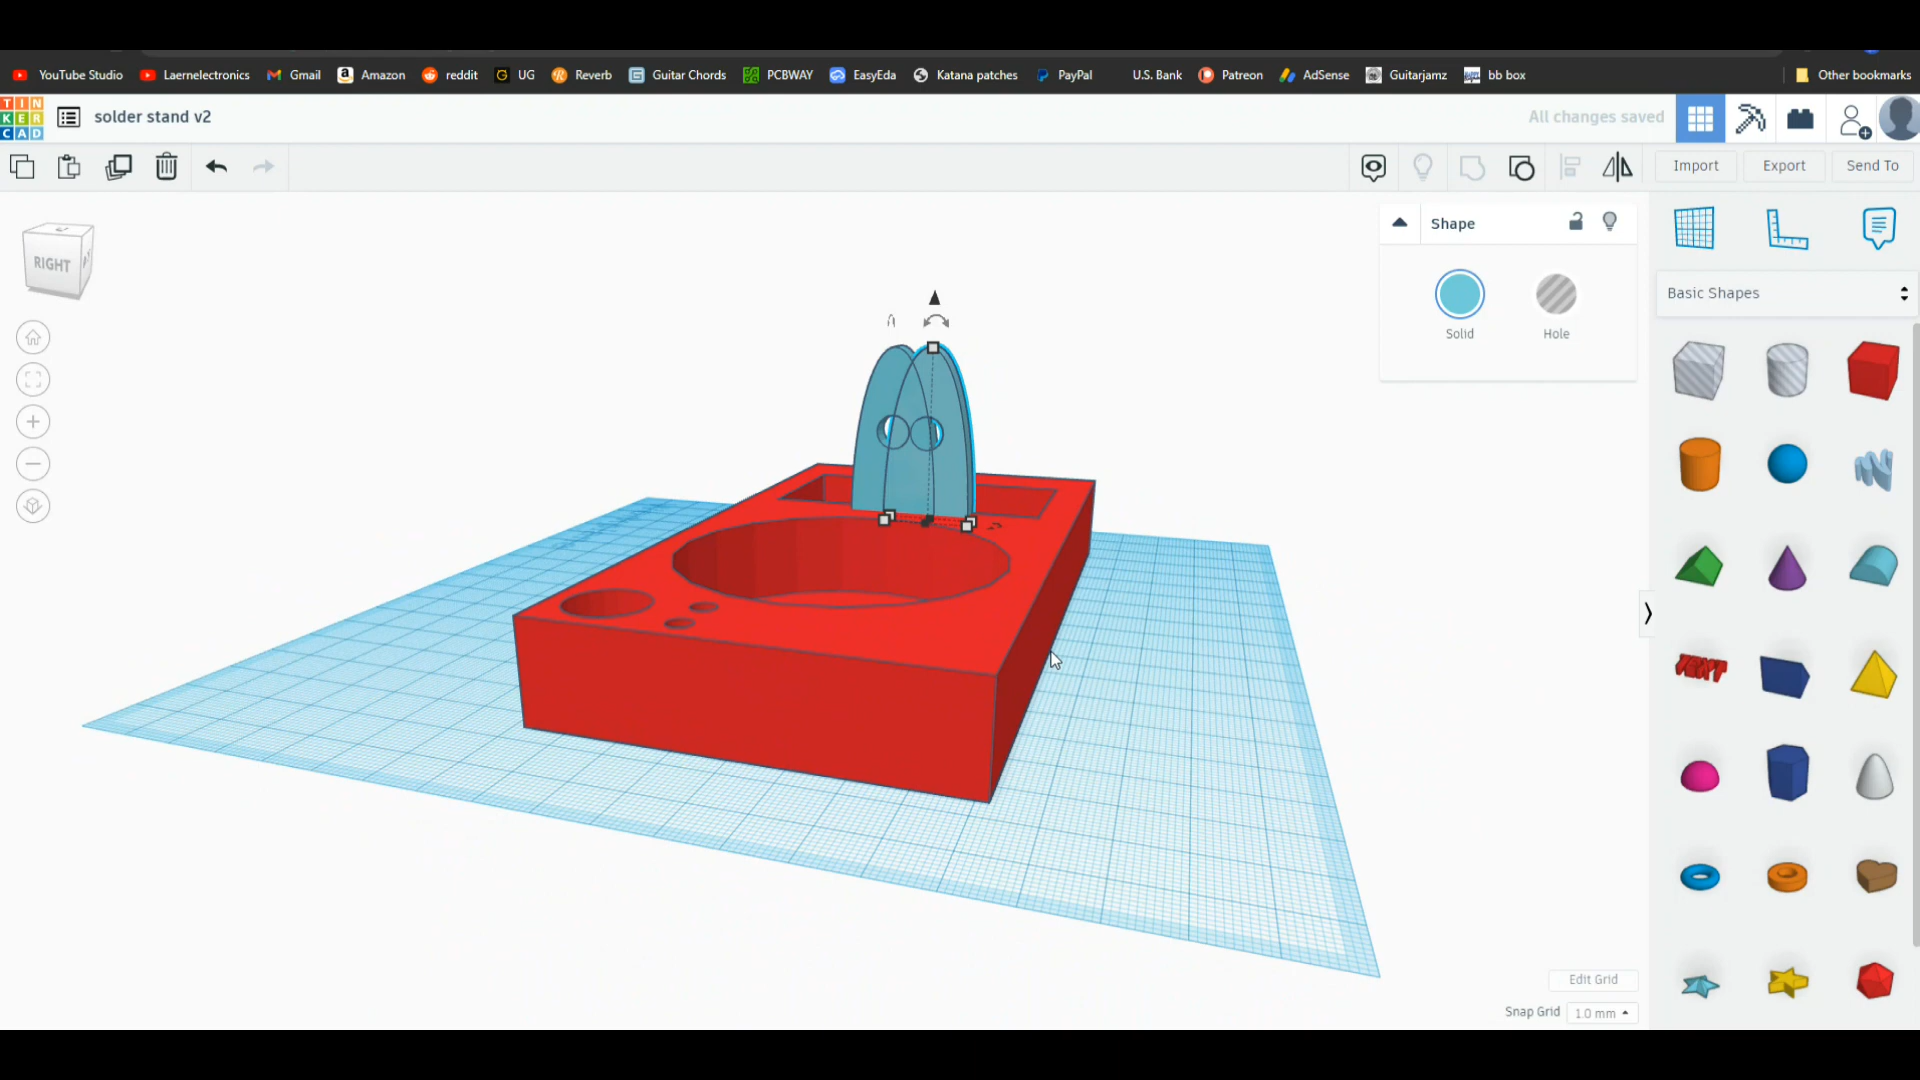 YouTube Studio Laernelectronics Gmail Amazon reddit UG Reverb Guitar Chords PCBWAY EasyEda Katana patches PayPal U.S. Bank Patreon AdSense Guitarjamz bb box Other bookmarks
TIN
KER
CAD
solder stand v2
All changes saved
Import Export Send To
Shape
RIGHT
Solid Hole
Basic Shapes
TEXT
Edit Grid
Snap Grid 1.0 mm